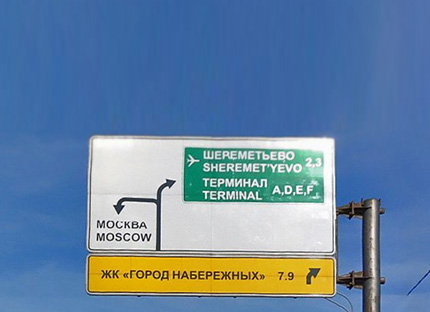 ШЕРЕМЕТЬЕВО
SHEREMET'YEVO 2,3
ТЕРМИНАЛ
TERMINAL A,D,E,F
МОСКВА
MOSCOW
ЖК «ГОРОД НАБЕРЕЖНЫХ» 7.9